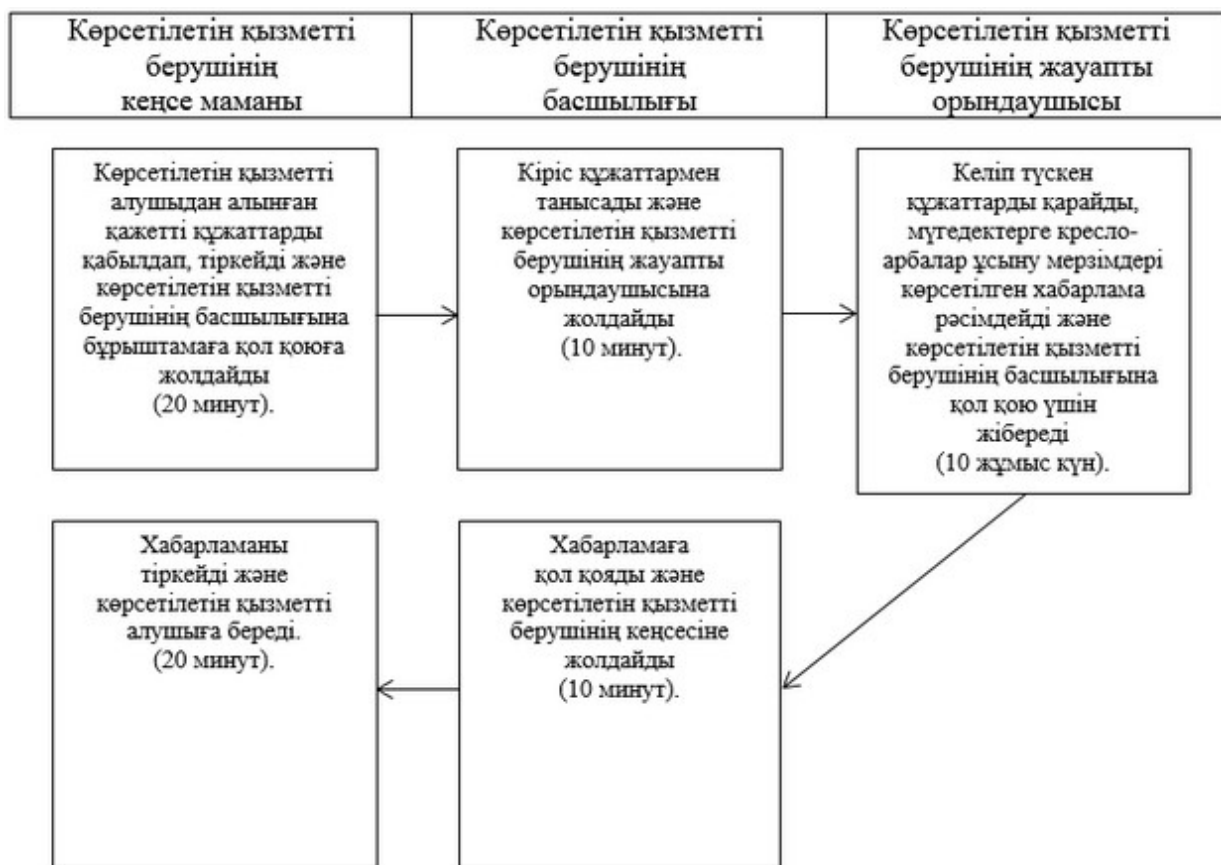 Көрсетілетін қызметті
берушінің
кеңсе маманы
Көрсетілетін қызметті
берушінің
басшылығы
Көрсетілетін қызметті
берушінің жауапты
орындаушысы
Көрсетілетін қызметті
алушыдан алынған
қажетті құжаттарды
қабылдап, тіркейді және
көрсетілетін қызметті
берушінің басшылығына
бұрыштамаға қол қоюға
жолдайды
(20 минут).
Кіріс құжаттармен
танысады және
көрсетілетін қызметті
берушінің жауапты
орындаушысына
жолдайды
(10 минут).
Келіп түскен
құжаттарды қарайды,
мүгедектерге кресло-
арбалар ұсыну мерзімдері
көрсетілген хабарлама
рәсімдейді және
көрсетілетін қызметті
берушінің басшылығына
қол қою үшін
жібереді
(10 жұмыс күн).
Хабарламаны
тіркейді және
көрсетілетін қызметті
алушыға береді.
(20 минут).
Хабарламаға
қол қояды және
көрсетілетін қызметті
берушінің кеңсесіне
жолдайды
(10 минут).